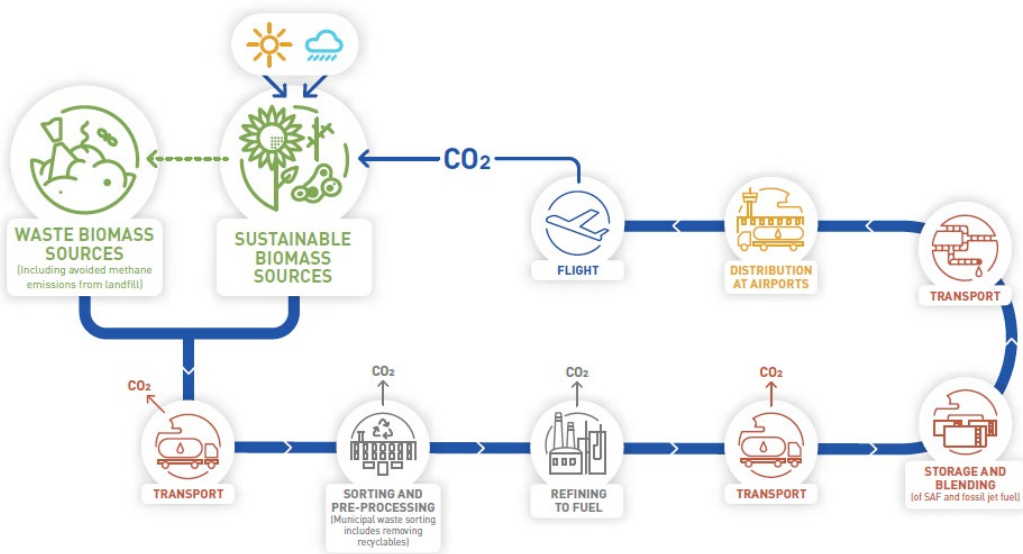 WASTE BIOMASS
SOURCES
(Including avoided methane
emissions from landfill)
SUSTAINABLE
BIOMASS
SOURCES
CO2
FLIGHT
DISTRIBUTION
AT AIRPORTS
TRANSPORT
CO2
TRANSPORT
CO2
SORTING AND
PRE-PROCESSING
(Municipal waste sorting
includes removing
recyclables)
CO2
REFINING
TO FUEL
CO2
TRANSPORT
STORAGE AND
BLENDING
(of SAF and fossil jet fuel)